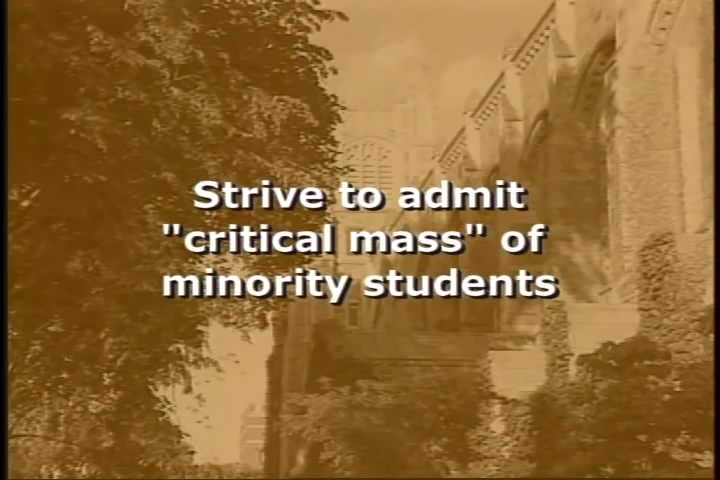 Strive to admit
"critical mass" of
minority students